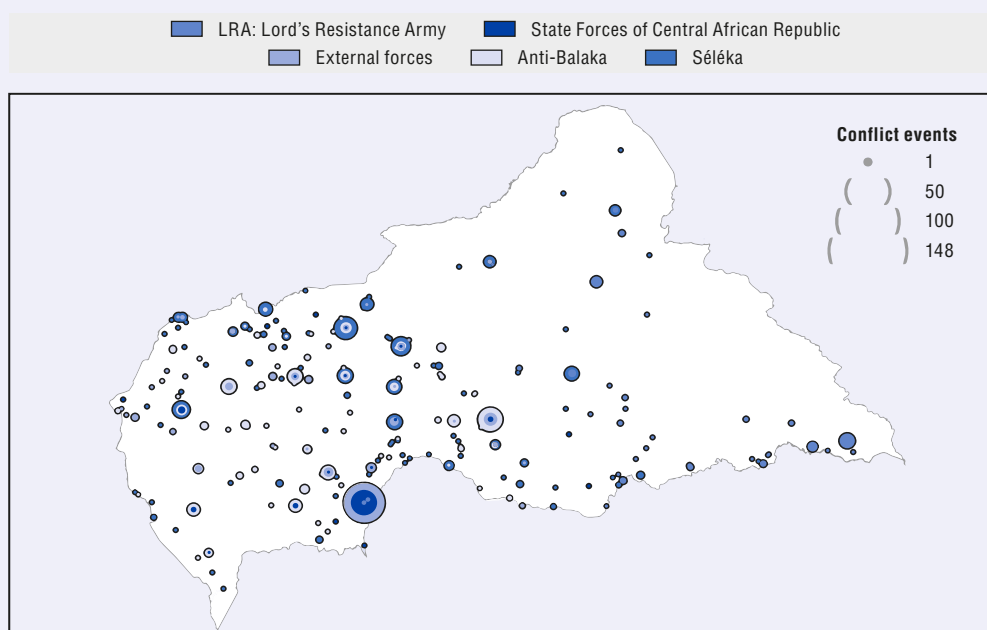 LRA: Lord’s Resistance Army State Forces of Central African Republic
External forces Anti-Balaka Séléka
Conflict events
1
50
100
148